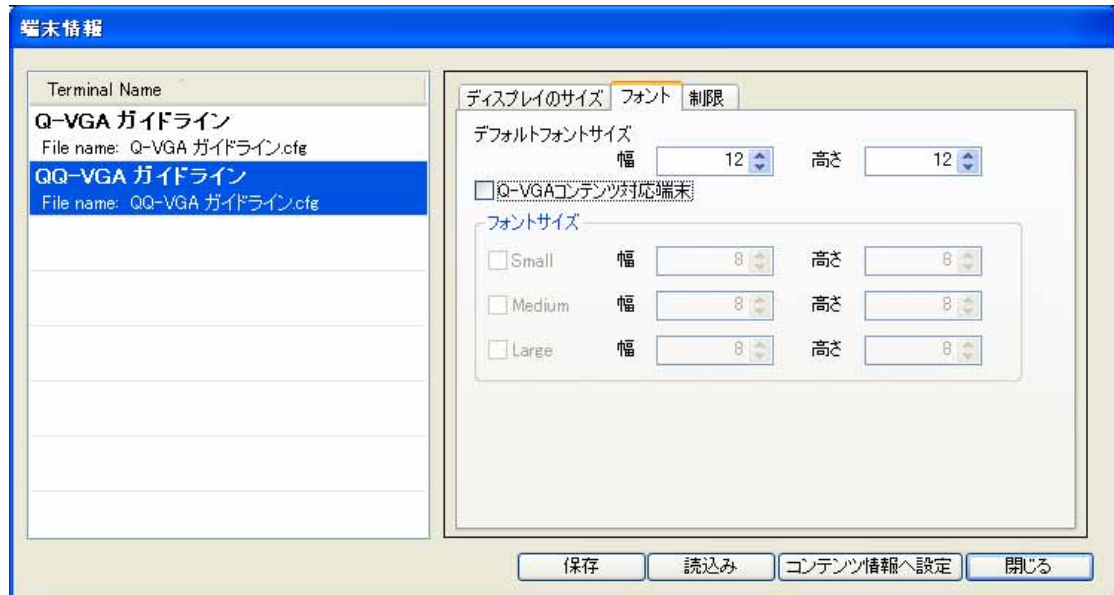 端末情報
Terminal Name
Q-VGA ガイドライン
File name: Q-VGA ガイドライン.cfg
QQ-VGA ガイドライン
File name: QQ-VGA ガイドライン.cfg
ディスプレイのサイズ フォント 制限
デフォルトフォントサイズ
幅 12 高さ 12
Q-VGAコンテンツ対応端末
フォントサイズ
Small 幅 8 高さ 8
Medium 幅 8 高さ 8
Large 幅 8 高さ 8
保存 読込み コンテンツ情報へ設定 閉じる